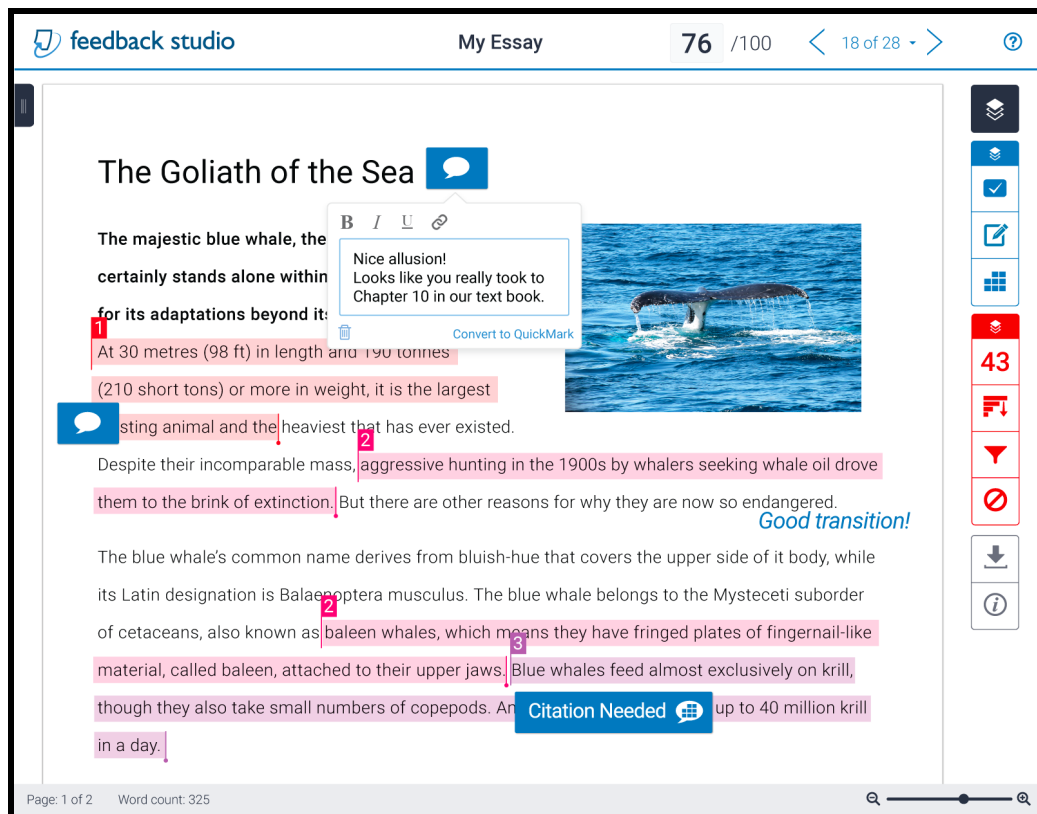 feedback studio
My Essay
76 /100
18 of 28
The Goliath of the Sea
B I U
The majestic blue whale, the
Nice allusion!
Looks like you really took to
Chapter 10 in our text book.
certainly stands alone within
for its adaptations beyond its
Convert to QuickMark
1
At 30 metres (98 ft) in length and 190 tonnes
(210 short tons) or more in weight, it is the largest
sting animal and the heaviest that has ever existed.
2
Despite their incomparable mass, aggressive hunting in the 1900s by whalers seeking whale oil drove
them to the brink of extinction. But there are other reasons for why they are now so endangered.
Good transition!
The blue whale's common name derives from bluish-hue that covers the upper side of it body, while
its Latin designation is Balaenoptera musculus. The blue whale belongs to the Mysteceti suborder
2
of cetaceans, also known as baleen whales, which means they have fringed plates of fingernail-like
3
material, called baleen, attached to their upper jaws. Blue whales feed almost exclusively on krill,
though they also take small numbers of copepods. An
Citation Needed
up to 40 million krill
in a day.
43
Page: 1 of 2
Word count: 325